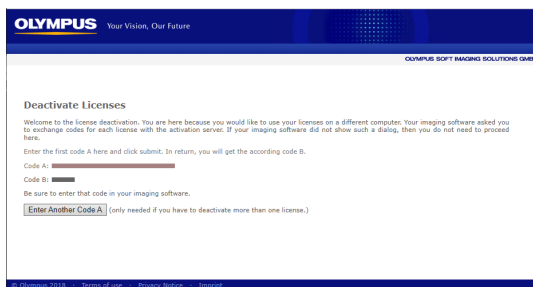 OLYMPUS Your Vision, Our Future
OLYMPUS SOFT IMAGING SOLUTIONS GMB
Deactivate Licenses
Welcome to the license deactivation. You are here because you would like to use your licenses on a different computer. Your imaging software asked you
to exchange codes for each license with the activation server. If your imaging software did not show such a dialog, then you do not need to proceed
here.
Enter the first code A here and click submit. In return, you will get the according code B.
Code A:
Code B:
Be sure to enter that code in your imaging software.
Enter Another Code A (only needed if you have to deactivate more than one license.)
© Olympus 2018 · Terms of use · Privacy Notice · Imprint